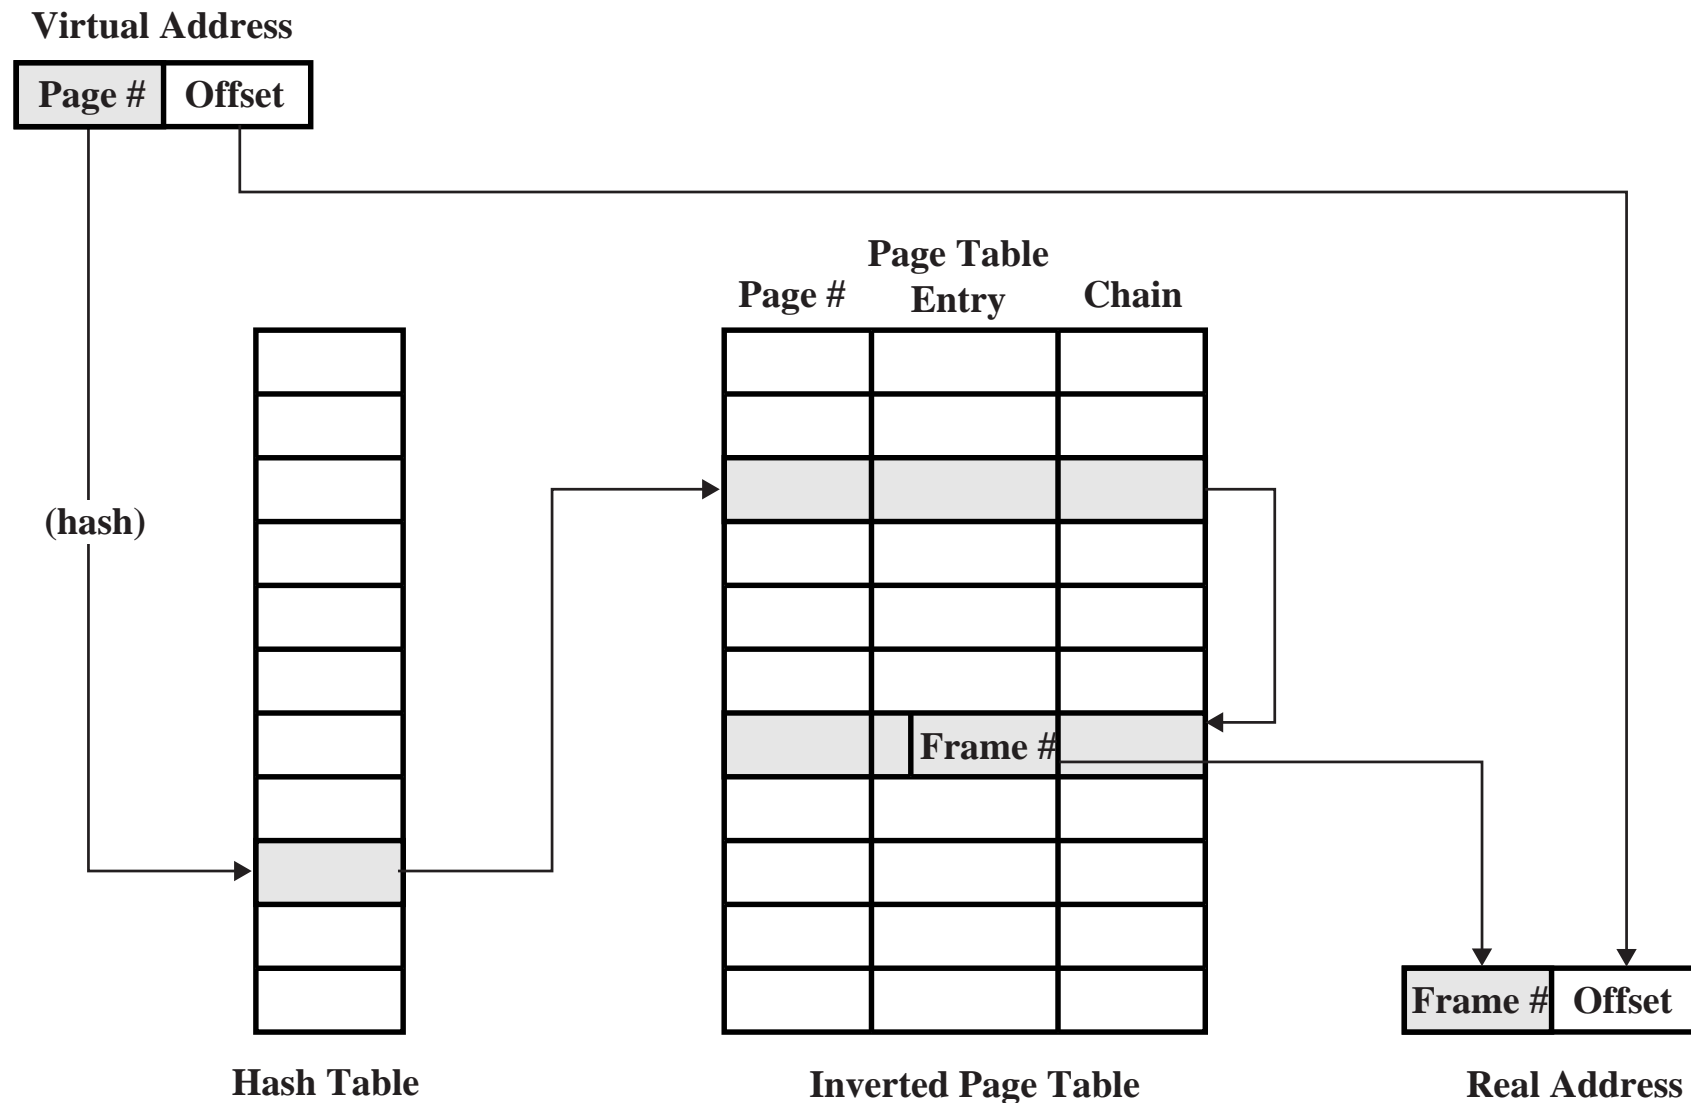 Virtual Address
Page # Offset
Page Table
Page # Entry Chain
(hash)
Frame #
Frame # Offset
Hash Table Inverted Page Table Real Address